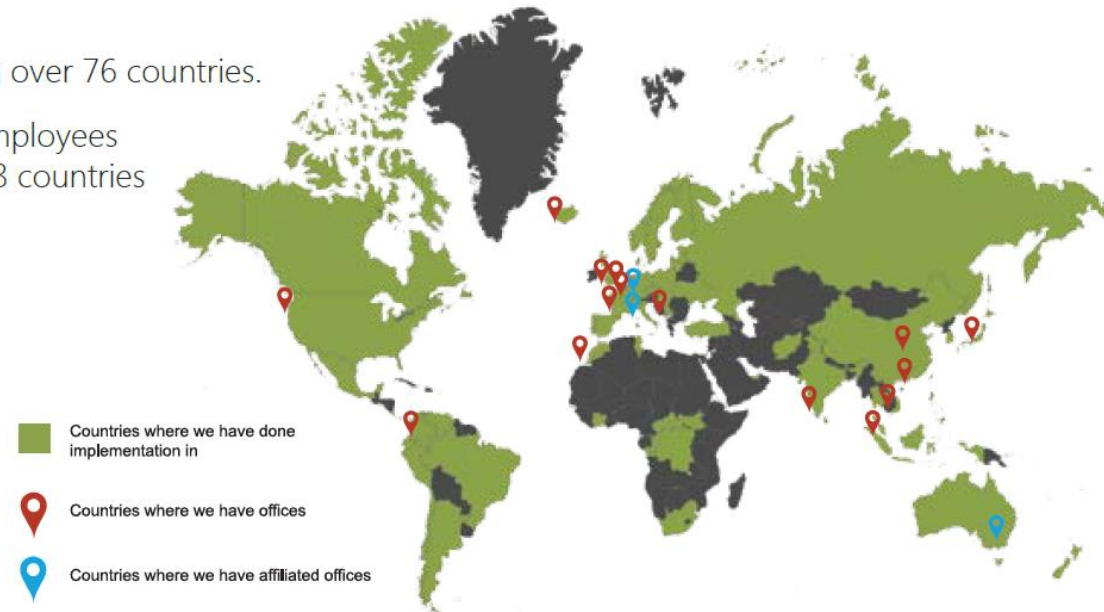 over 76 countries.
mployees
3 countries
Countries where we have done
implementation in
Countries where we have offices
Countries where we have affiliated offices